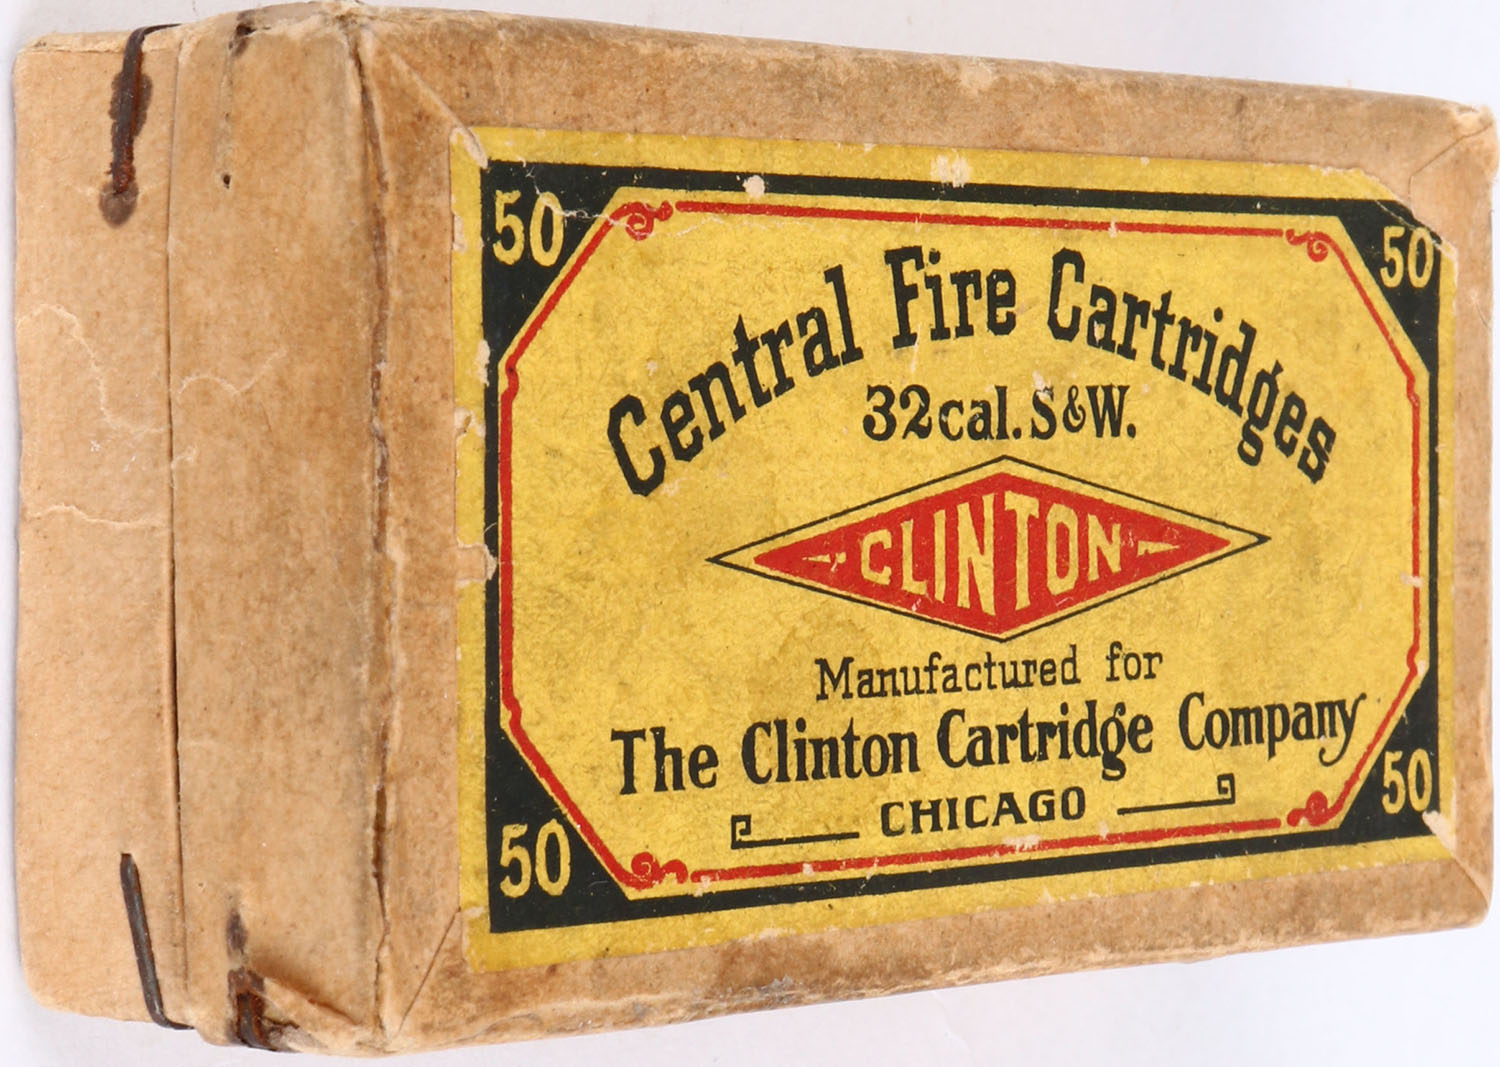 50 50
Central Fire Cartridges
32cal. S&W.
CLINTON
Manufactured for
The Clinton Cartridge Company
CHICAGO
50 50